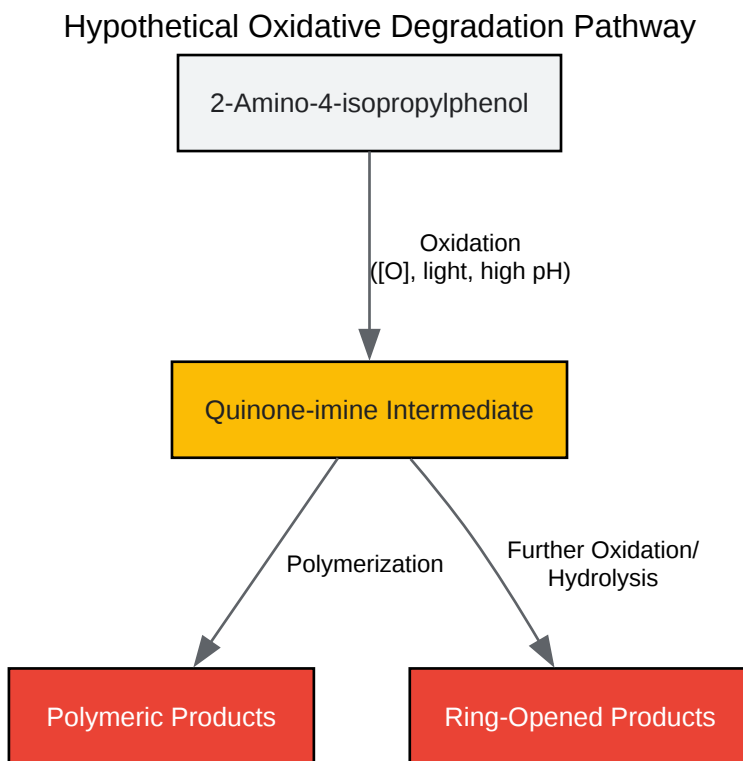 Hypothetical Oxidative Degradation Pathway
2-Amino-4-isopropylphenol
Oxidation
([O], light, high pH)
Quinone-imine Intermediate
Polymerization
Further Oxidation/
Hydrolysis
Polymeric Products
Ring-Opened Products